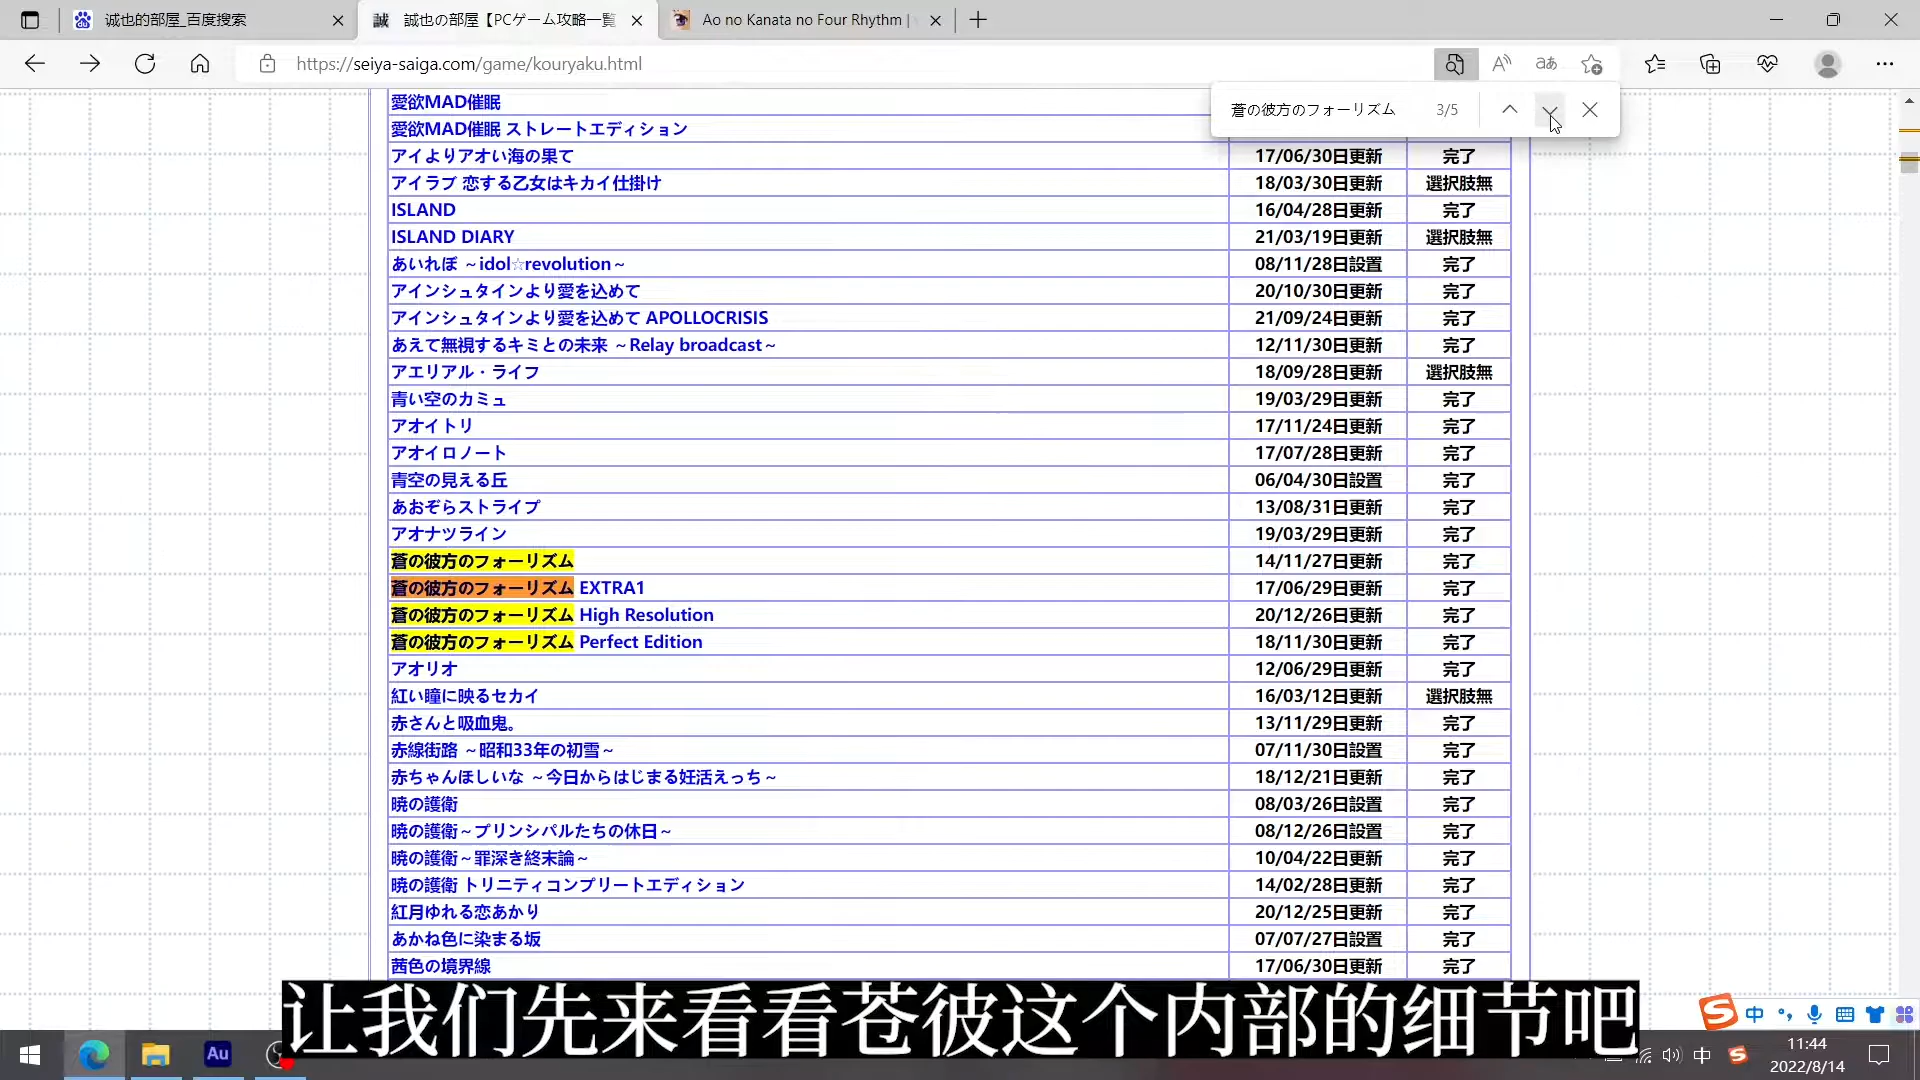 诚也的部屋_百度搜索
誠 誠也の部屋【PCゲーム攻略一覧
Ao no Kanata no Four Rhythm |
https://seiya-saiga.com/game/kouryaku.html
蒼の彼方のフォーリズム 3/5
愛欲MAD催眠
愛欲MAD催眠 ストレートエディション
アイよりアオい海の果て 17/06/30日更新 完了
アイラブ 恋する乙女はキカイ仕掛け 18/03/30日更新 選択肢無
ISLAND 16/04/28日更新 完了
ISLAND DIARY 21/03/19日更新 選択肢無
あいれぼ ～idol☆revolution～ 08/11/28日設置 完了
アインシュタインより愛を込めて 20/10/30日更新 完了
アインシュタインより愛を込めて APOLLOCRISIS 21/09/24日更新 完了
あえて無視するキミとの未来 ～Relay broadcast～ 12/11/30日更新 完了
アエリアル・ライフ 18/09/28日更新 選択肢無
青い空のカミュ 19/03/29日更新 完了
アオイトリ 17/11/24日更新 完了
アオイロノート 17/07/28日更新 完了
青空の見える丘 06/04/30日設置 完了
あおぞらストライプ 13/08/31日更新 完了
アオナツライン 19/03/29日更新 完了
蒼の彼方のフォーリズム 14/11/27日更新 完了
蒼の彼方のフォーリズム EXTRA1 17/06/29日更新 完了
蒼の彼方のフォーリズム High Resolution 20/12/26日更新 完了
蒼の彼方のフォーリズム Perfect Edition 18/11/30日更新 完了
アオリオ 12/06/29日更新 完了
紅い瞳に映るセカイ 16/03/12日更新 選択肢無
赤さんと吸血鬼。 13/11/29日更新 完了
赤線街路 ～昭和33年の初雪～ 07/11/30日設置 完了
赤ちゃんほしいな ～今日からはじまる妊活えっち～ 18/12/21日更新 完了
暁の護衛 08/03/26日設置 完了
暁の護衛～プリンシパルたちの休日～ 08/12/26日設置 完了
暁の護衛～罪深き終末論～ 10/04/22日更新 完了
暁の護衛 トリニティコンプリートエディション 14/02/28日更新 完了
紅月ゆれる恋あかり 20/12/25日更新 完了
あかね色に染まる坂 07/07/27日設置 完了
茜色の境界線 17/06/30日更新 完了
让我们先来看看苍彼这个内部的细节吧
中
Au
中
11:44
2022/8/14